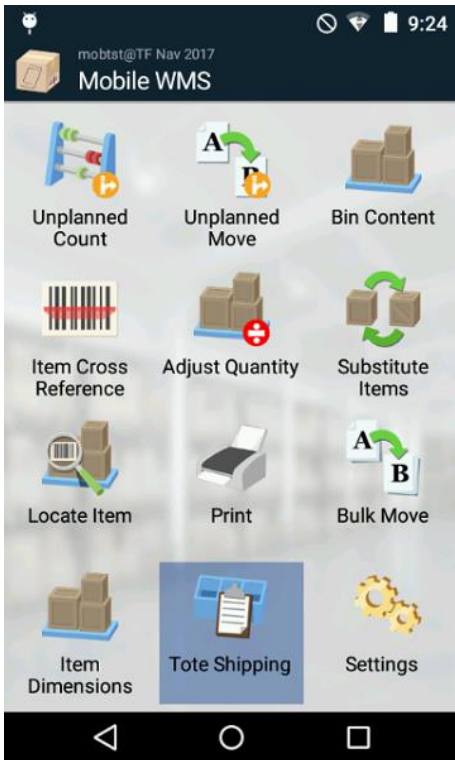 9:24
mobtst@TF Nav 2017
Mobile WMS
Unplanned
Count
Unplanned
Move
Bin Content
Item Cross
Reference
Adjust Quantity
Substitute
Items
Locate Item
Print
Bulk Move
Item
Dimensions
Tote Shipping
Settings